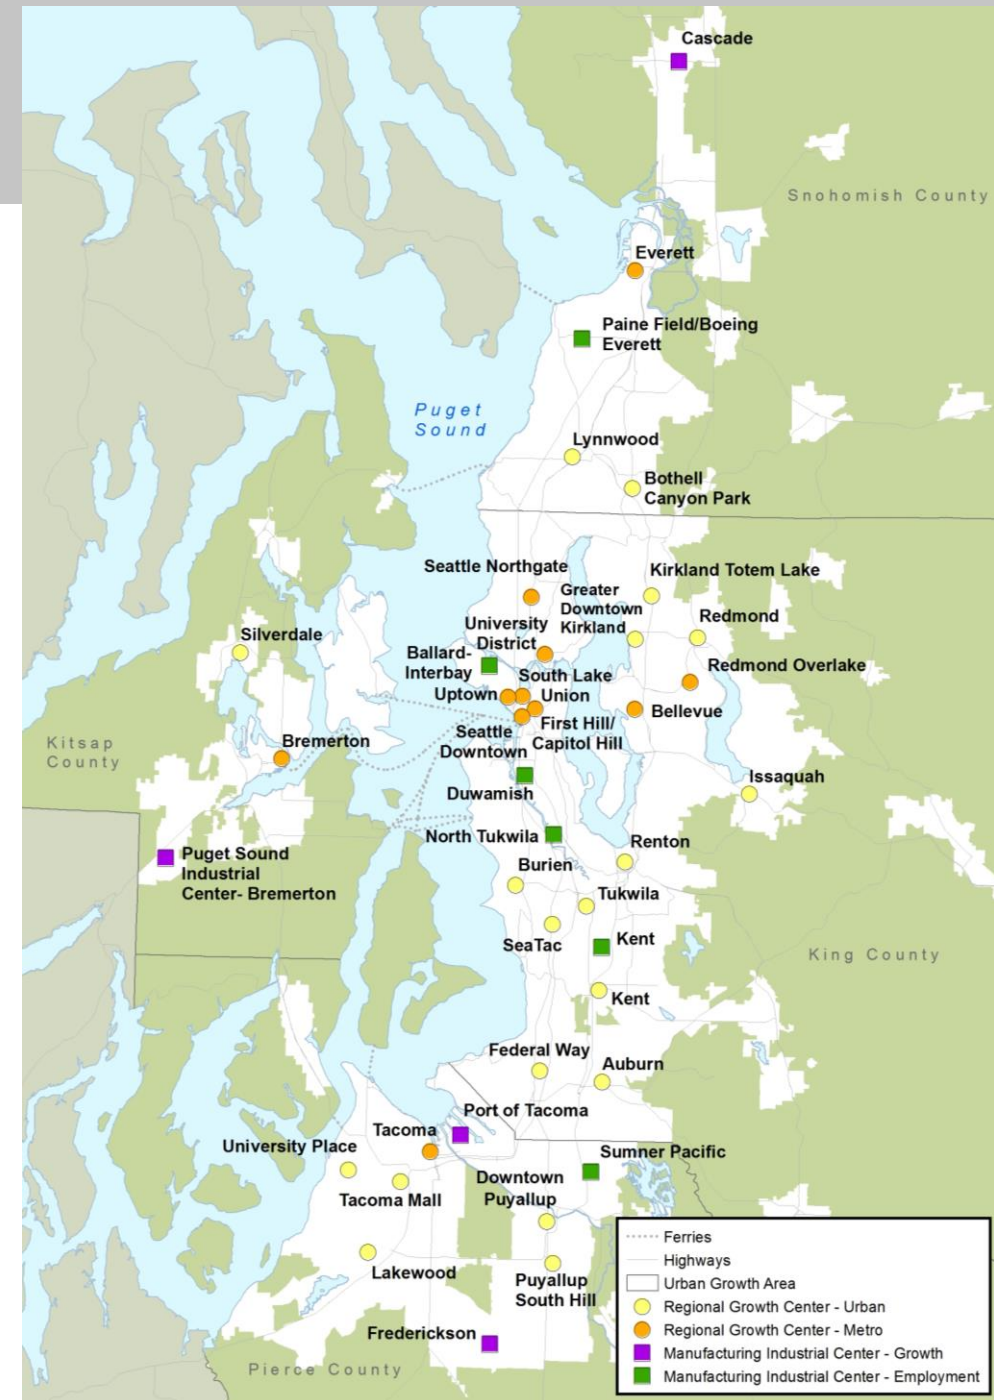 Cascade
Snohomish County
Everett
Paine Field/Boeing
Everett
Puget
Sound
Lynnwood
Bothell
Canyon Park
Seattle Northgate
Kirkland Totem Lake
Greater
Downtown
Kirkland
Redmond
University
District
Silverdale
Ballard-
Interbay
Redmond Overlake
South Lake
Union
Uptown
Bellevue
First Hill/
Capitol Hill
Seattle
Downtown
Kitsap
County
Bremerton
Issaquah
Duwamish
North Tukwila
Renton
Puget Sound
Industrial
Center- Bremerton
Burien
Tukwila
SeaTac
Kent
King County
Kent
Federal Way
Auburn
Port of Tacoma
Tacoma
University Place
Sumner Pacific
Downtown
Puyallup
Tacoma Mall
Lakewood
Puyallup
South Hill
Frederickson
Pierce County
Ferries
Highways
Urban Growth Area
Regional Growth Center - Urban
Regional Growth Center - Metro
Manufacturing Industrial Center - Growth
Manufacturing Industrial Center - Employment